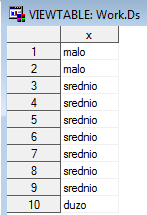 VIEWTABLE: Work.Ds
x
1 malo
2 malo
3 srednio
4 srednio
5 srednio
6 srednio
7 srednio
8 srednio
9 srednio
10 duzo